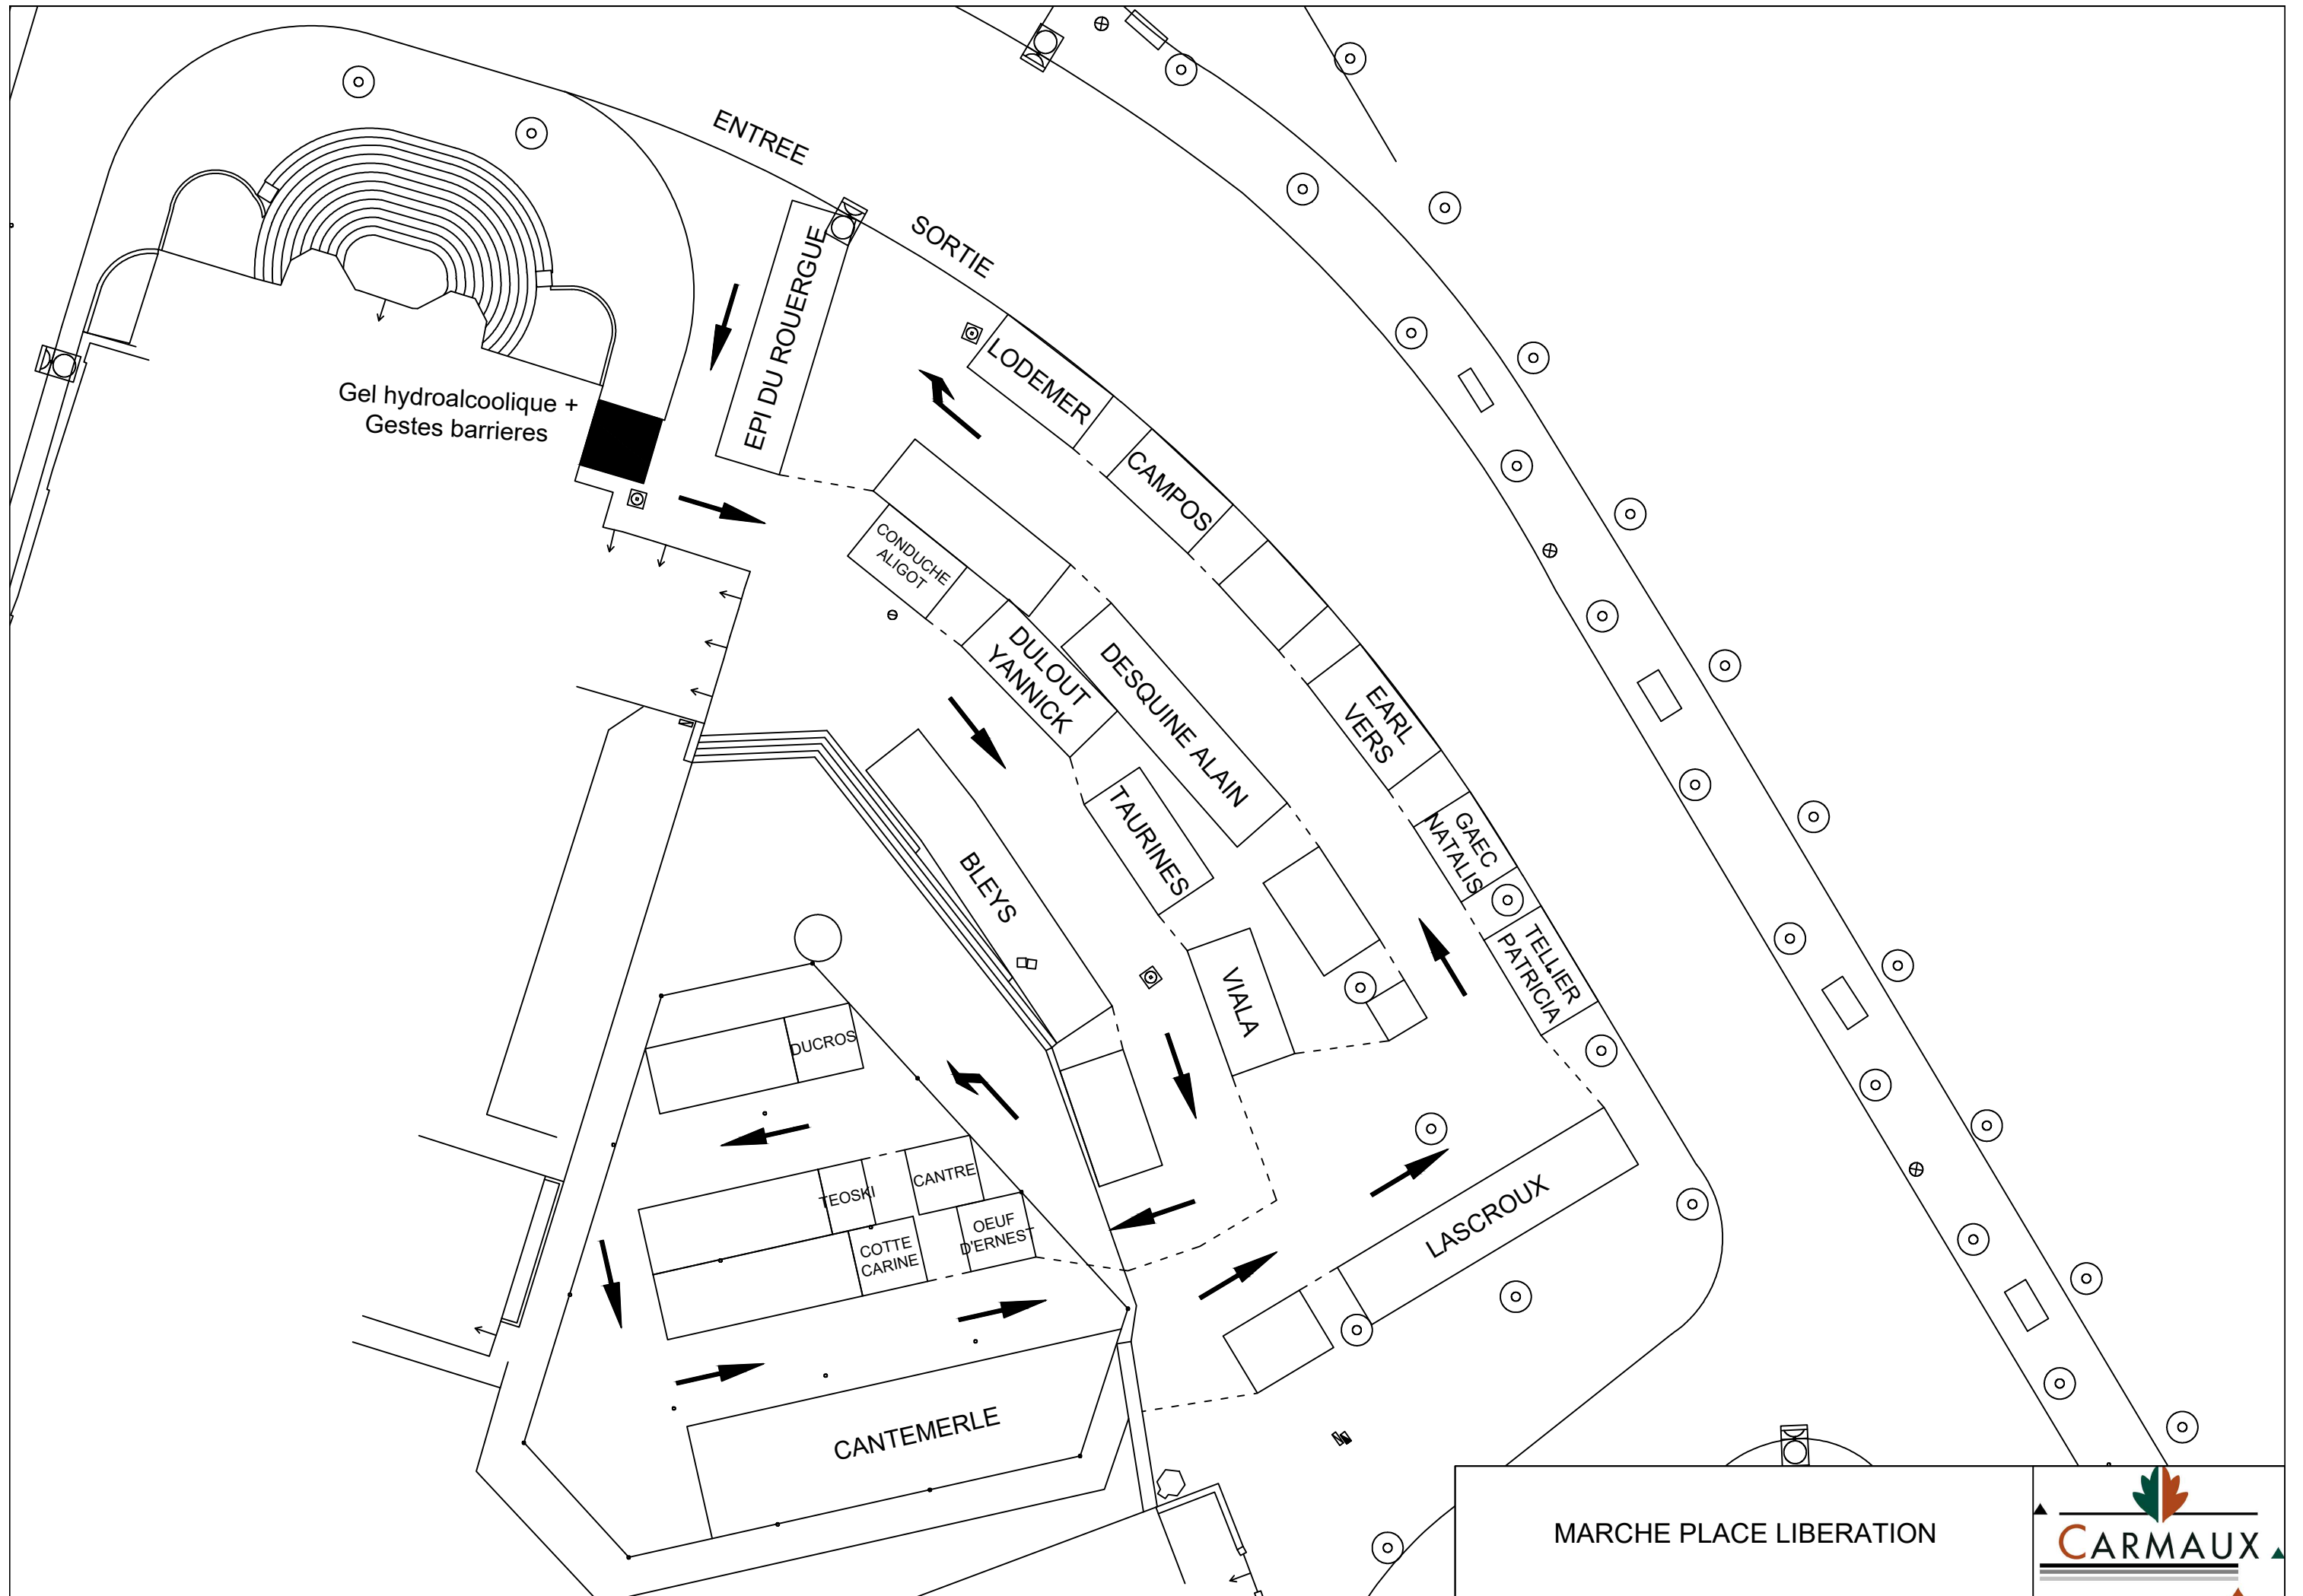 ENTREE
SORTIE
EPI DU ROUERGUE
LODEMER
Gel hydroalcoolique +
Gestes barrieres
CAMPOS
CONDUCHE
ALIGOT
DULOUT
YANNICK
DESQUINE ALAIN
EARL
VERS
TAURINES
GAEC
NATALIS
BLEYS
TELLIER
PATRICIA
VIALA
DUCROS
TEOSKI
CANTRE
OEUF
D'ERNEST
COTTE
CARINE
LASCROUX
CANTEMERLE
MARCHE PLACE LIBERATION
CARMAUX